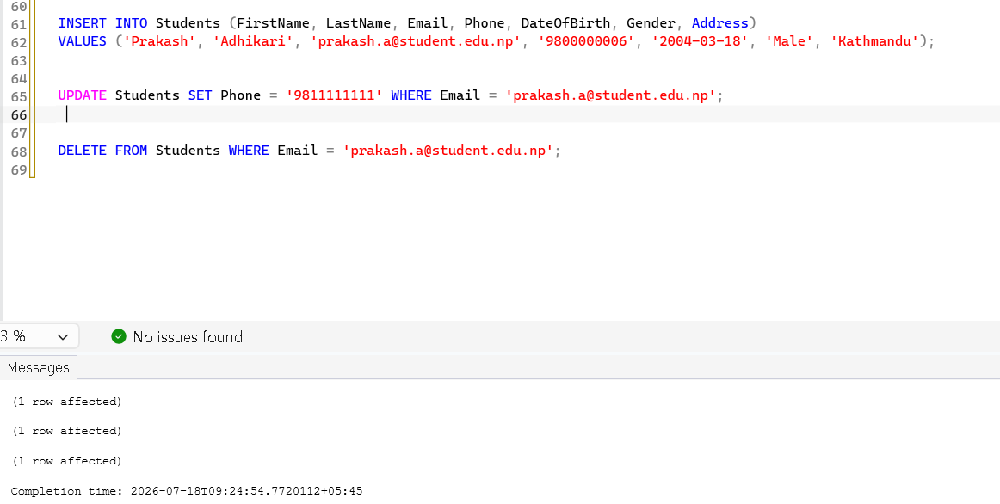 60
61 INSERT INTO Students (FirstName, LastName, Email, Phone, DateOfBirth, Gender, Address)
62 VALUES ('Prakash', 'Adhikari', 'prakash.a@student.edu.np', '9800000006', '2004-03-18', 'Male', 'Kathmandu');
63
64
65 UPDATE Students SET Phone = '9811111111' WHERE Email = 'prakash.a@student.edu.np';
66
67
68 DELETE FROM Students WHERE Email = 'prakash.a@student.edu.np';
69
3 % No issues found
Messages
(1 row affected)
(1 row affected)
(1 row affected)
Completion time: 2026-07-18T09:24:54.7720112+05:45